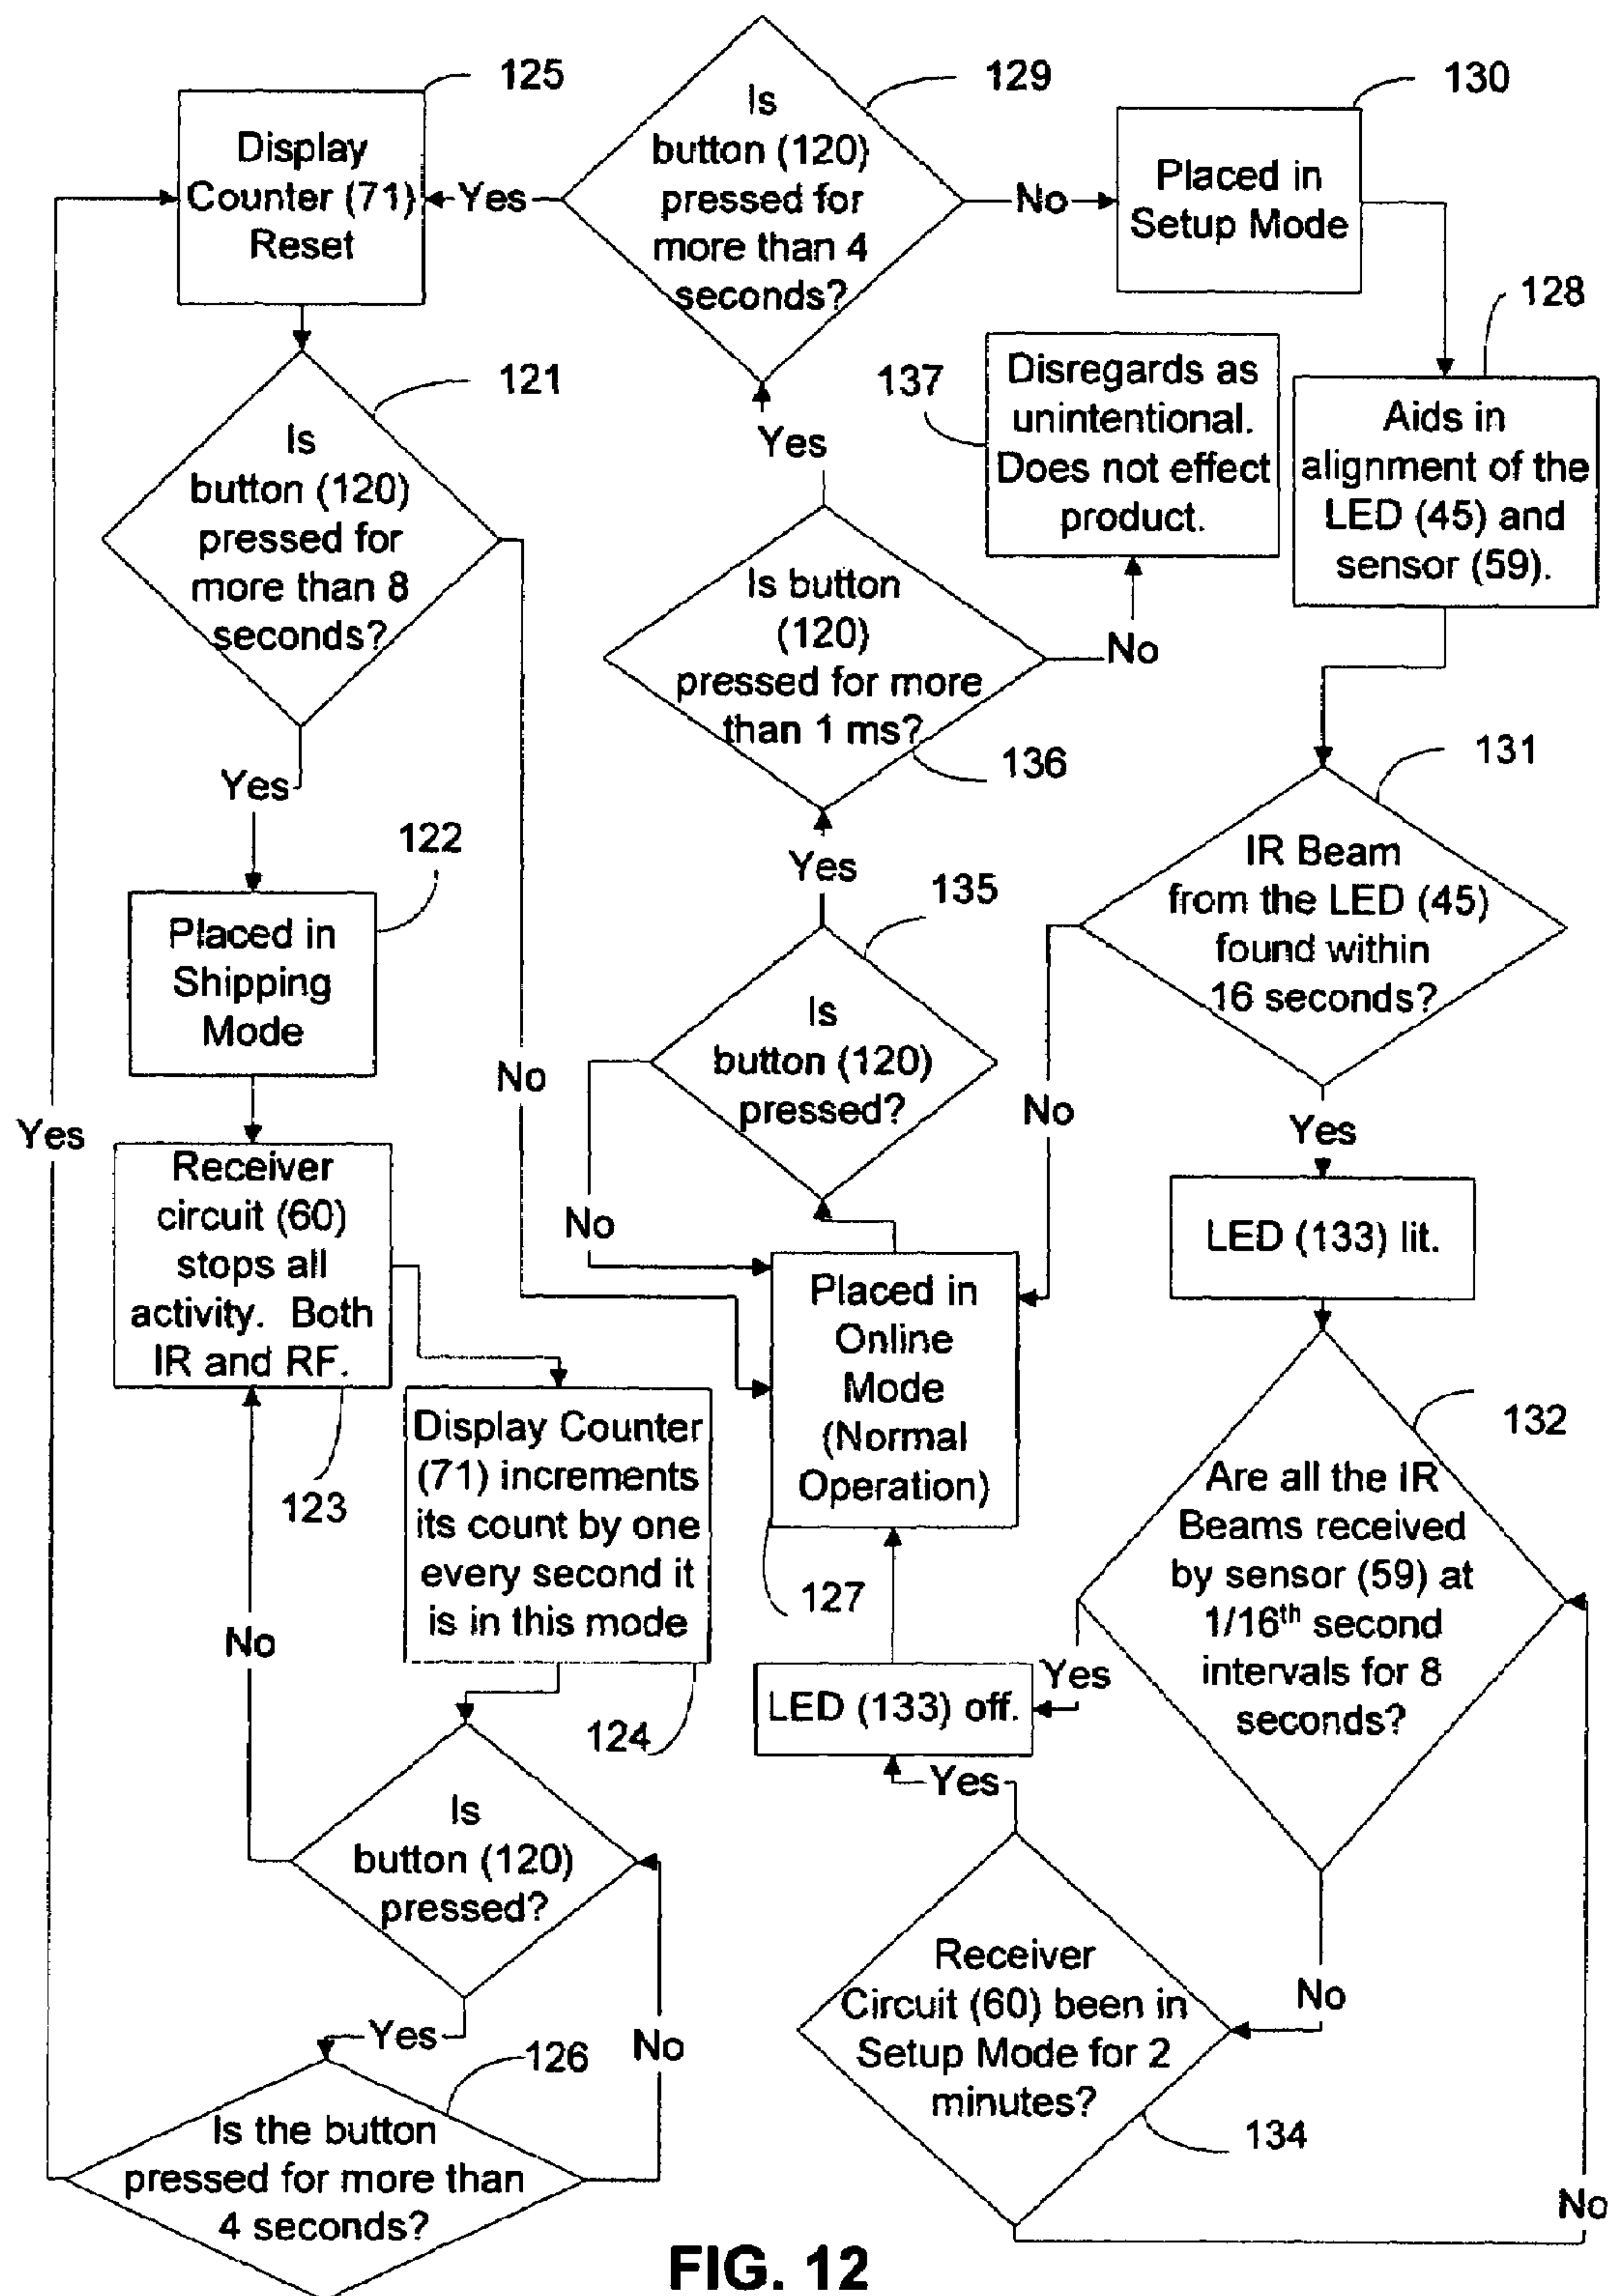 125
Display
Counter (71)
Reset
Yes
129
Is
button (120)
pressed for
more than 4
seconds?
No
130
Placed in
Setup Mode
128
Aids in
alignment of the
LED (45) and
sensor (59).
121
Is
button (120)
pressed for
more than 8
seconds?
Yes
137
Disregards as
unintentional.
Does not effect
product.
Is button
(120)
pressed for more
than 1 ms?
No
136
Yes
122
Placed in
Shipping
Mode
No
Yes
135
Is
button (120)
pressed?
No
131
IR Beam
from the LED (45)
found within
16 seconds?
No
Yes
LED (133) lit.
Yes
Receiver
circuit (60)
stops all
activity. Both
IR and RF.
123
Display Counter
(71) increments
its count by one
every second it
is in this mode
124
Placed in
Online
Mode
(Normal
Operation)
127
132
Are all the IR
Beams received
by sensor (59) at
1/16th second
intervals for 8
seconds?
Yes
LED (133) off.
Yes
No
No
Is
button (120)
pressed?
Yes
No
126
Is the button
pressed for more than
4 seconds?
Receiver
Circuit (60) been in
Setup Mode for 2
minutes?
134
No
FIG. 12